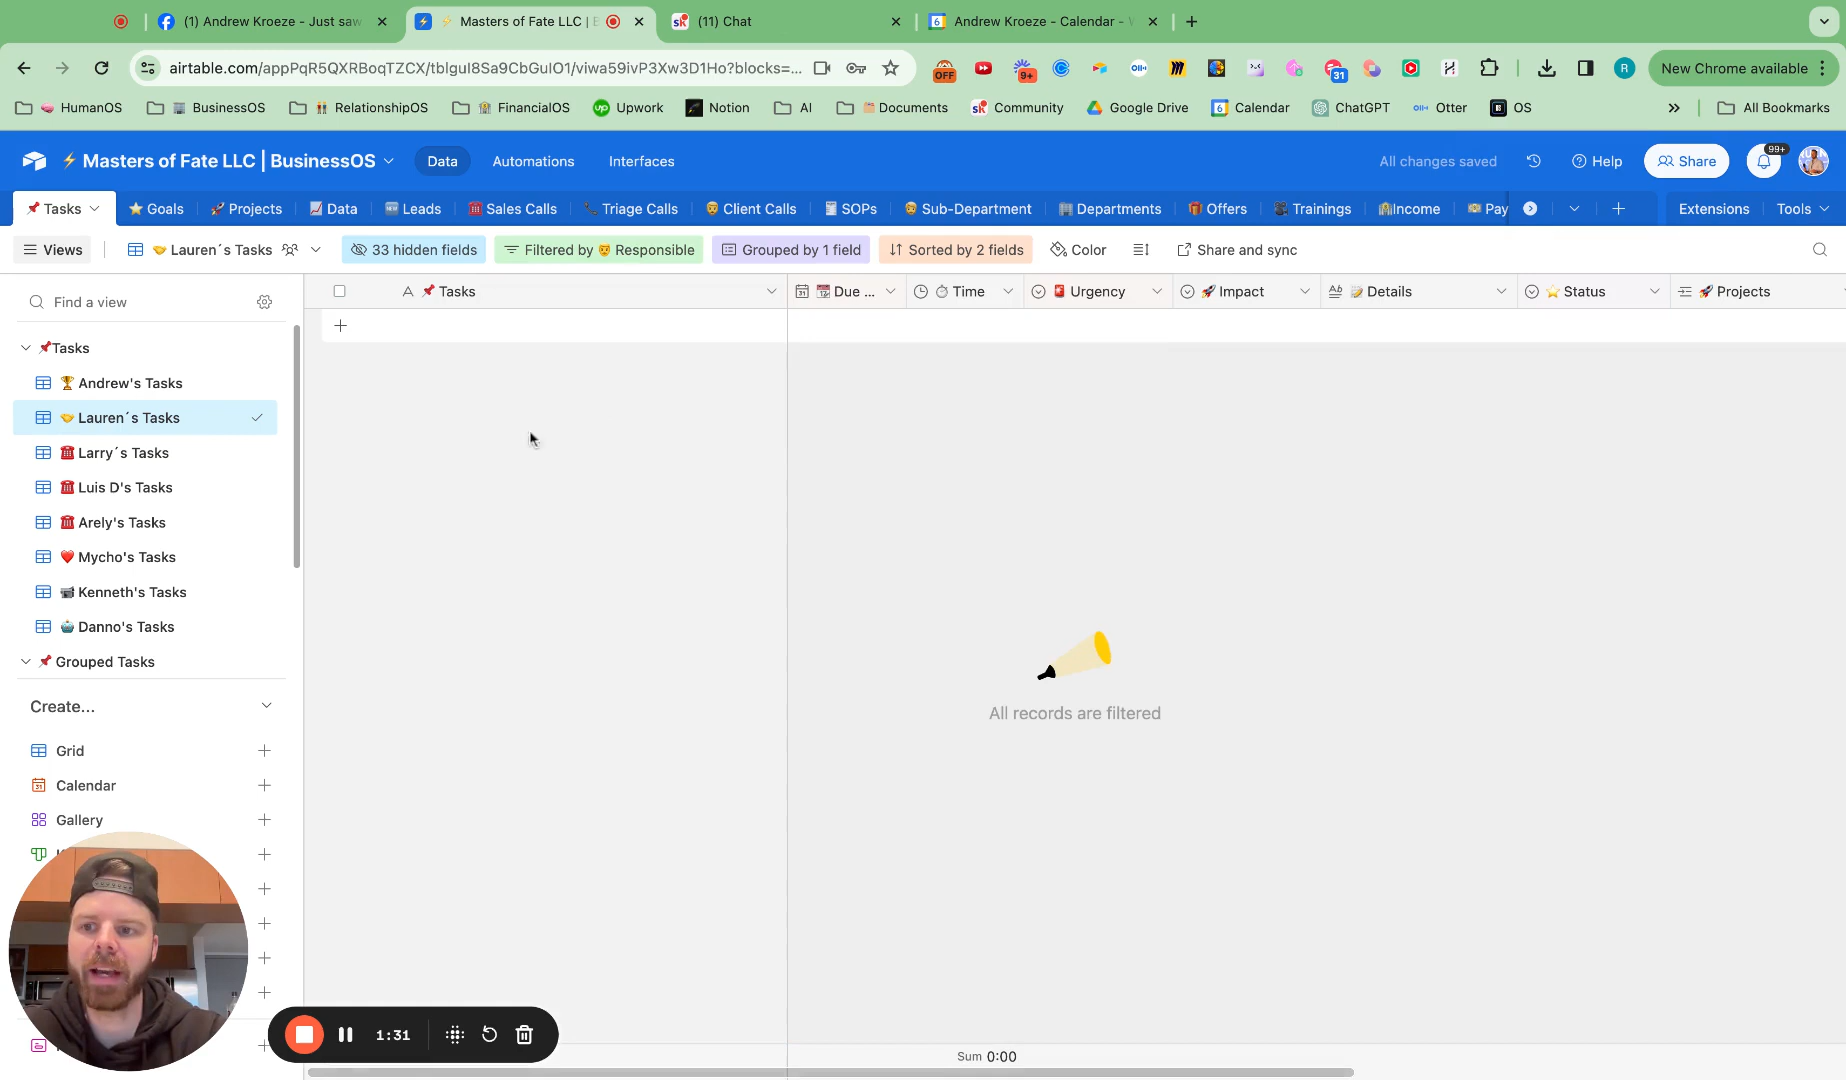 (1) Andrew Kroeze - Just saw
Masters of Fate LLC | B
(11) Chat
Andrew Kroeze - Calendar -
airtable.com/appPqR5QXRBoqTZCX/tblgul8Sa9CbGulO1/viwa59ivP3Xw3D1Ho?blocks=...
OFF
9+
31
R
New Chrome available
HumanOS
BusinessOS
RelationshipOS
FinancialOS
Upwork
Notion
AI
Documents
Community
Google Drive
Calendar
ChatGPT
Otter
OS
All Bookmarks
Masters of Fate LLC | BusinessOS
Data
Automations
Interfaces
All changes saved
Help
Share
99+
Tasks
Goals
Projects
Data
Leads
Sales Calls
Triage Calls
Client Calls
SOPs
Sub-Department
Departments
Offers
Trainings
Income
Pay
Extensions
Tools
Views
Lauren´s Tasks
33 hidden fields
Filtered by Responsible
Grouped by 1 field
Sorted by 2 fields
Color
Share and sync
Find a view
Tasks
Due ...
Time
Urgency
Impact
Details
Status
Projects
Tasks
Andrew's Tasks
Lauren´s Tasks
Larry´s Tasks
Luis D's Tasks
Arely's Tasks
Mycho's Tasks
Kenneth's Tasks
Danno's Tasks
Grouped Tasks
Create...
Grid
Calendar
Gallery
All records are filtered
1:31
Sum 0:00